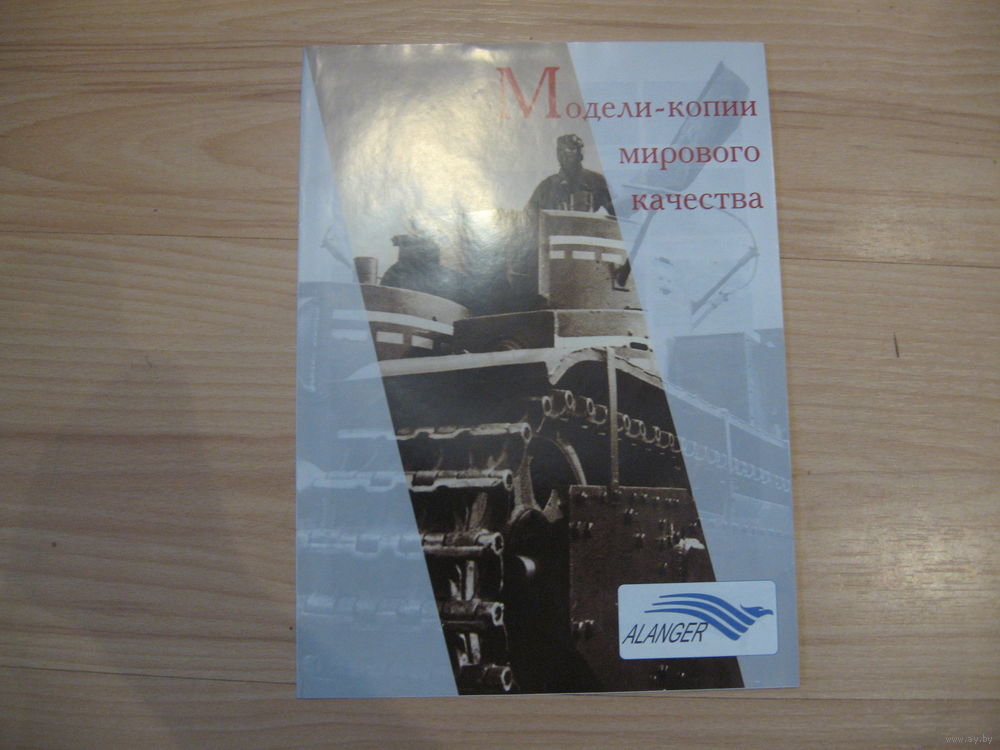 Модели-копии
мирового
качества
ALANGER
www.ay.by